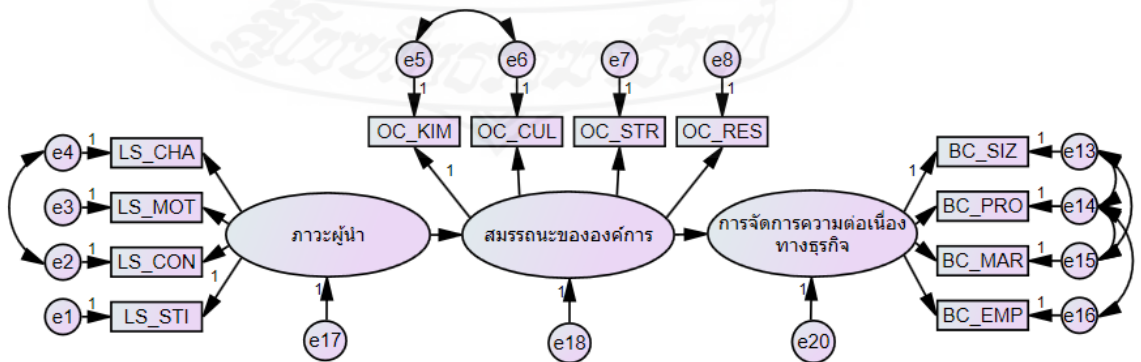 e5
e6
e7
e8
1
1
1
1
OC_KIM
OC_CUL
OC_STR
OC_RES
e4
1
LS_CHA
e3
1
LS_MOT
e2
1
LS_CON
e1
1
LS_STI
1
ภาวะผู้นำ
1
e17
1
สมรรถนะขององค์การ
1
e18
การจัดการความต่อเนื่อง
ทางธุรกิจ
1
e20
1
BC_SIZ
1
e13
BC_PRO
1
e14
BC_MAR
1
e15
BC_EMP
1
e16